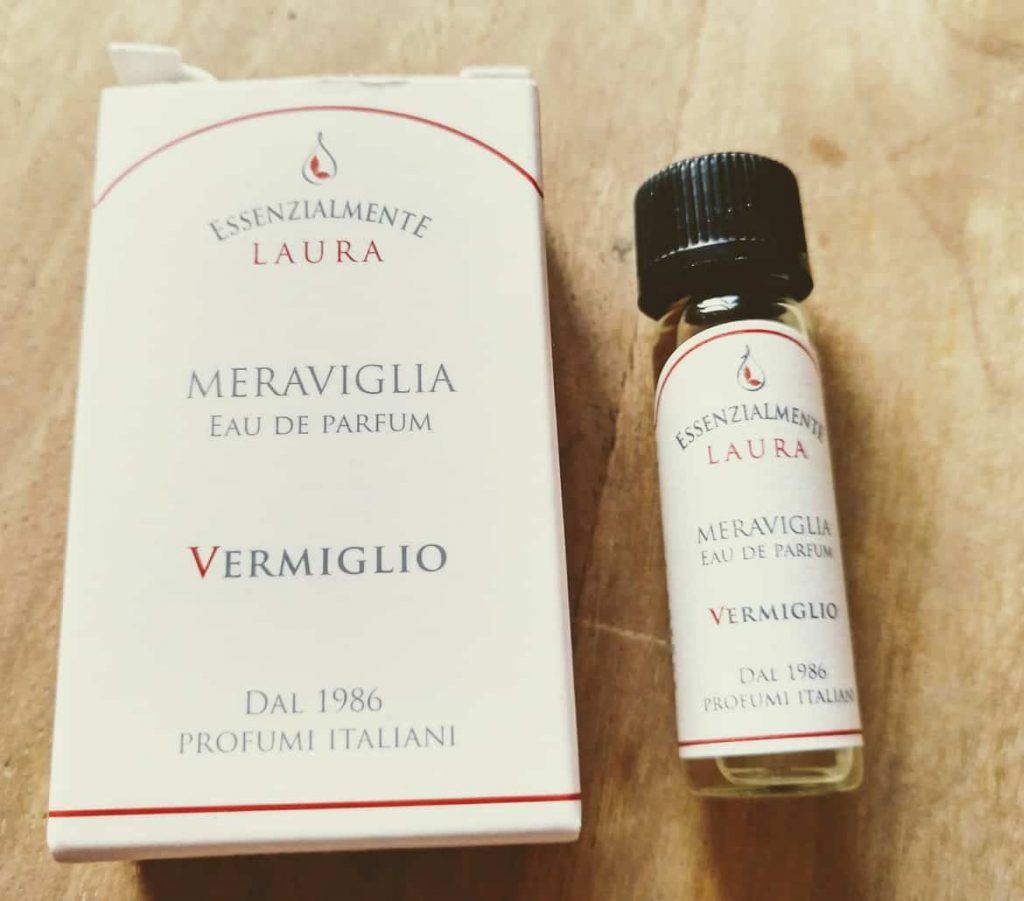 ESSENZIALMENTE
LAURA
MERAVIGLIA
EAU DE PARFUM
VERMIGLIO
DAL 1986
PROFUMI ITALIANI
ESSENZIALMENTE
LAURA
MERAVIGLIA
EAU DE PARFUM
VERMIGLIO
DAL 1986
PROFUMI ITALIANI